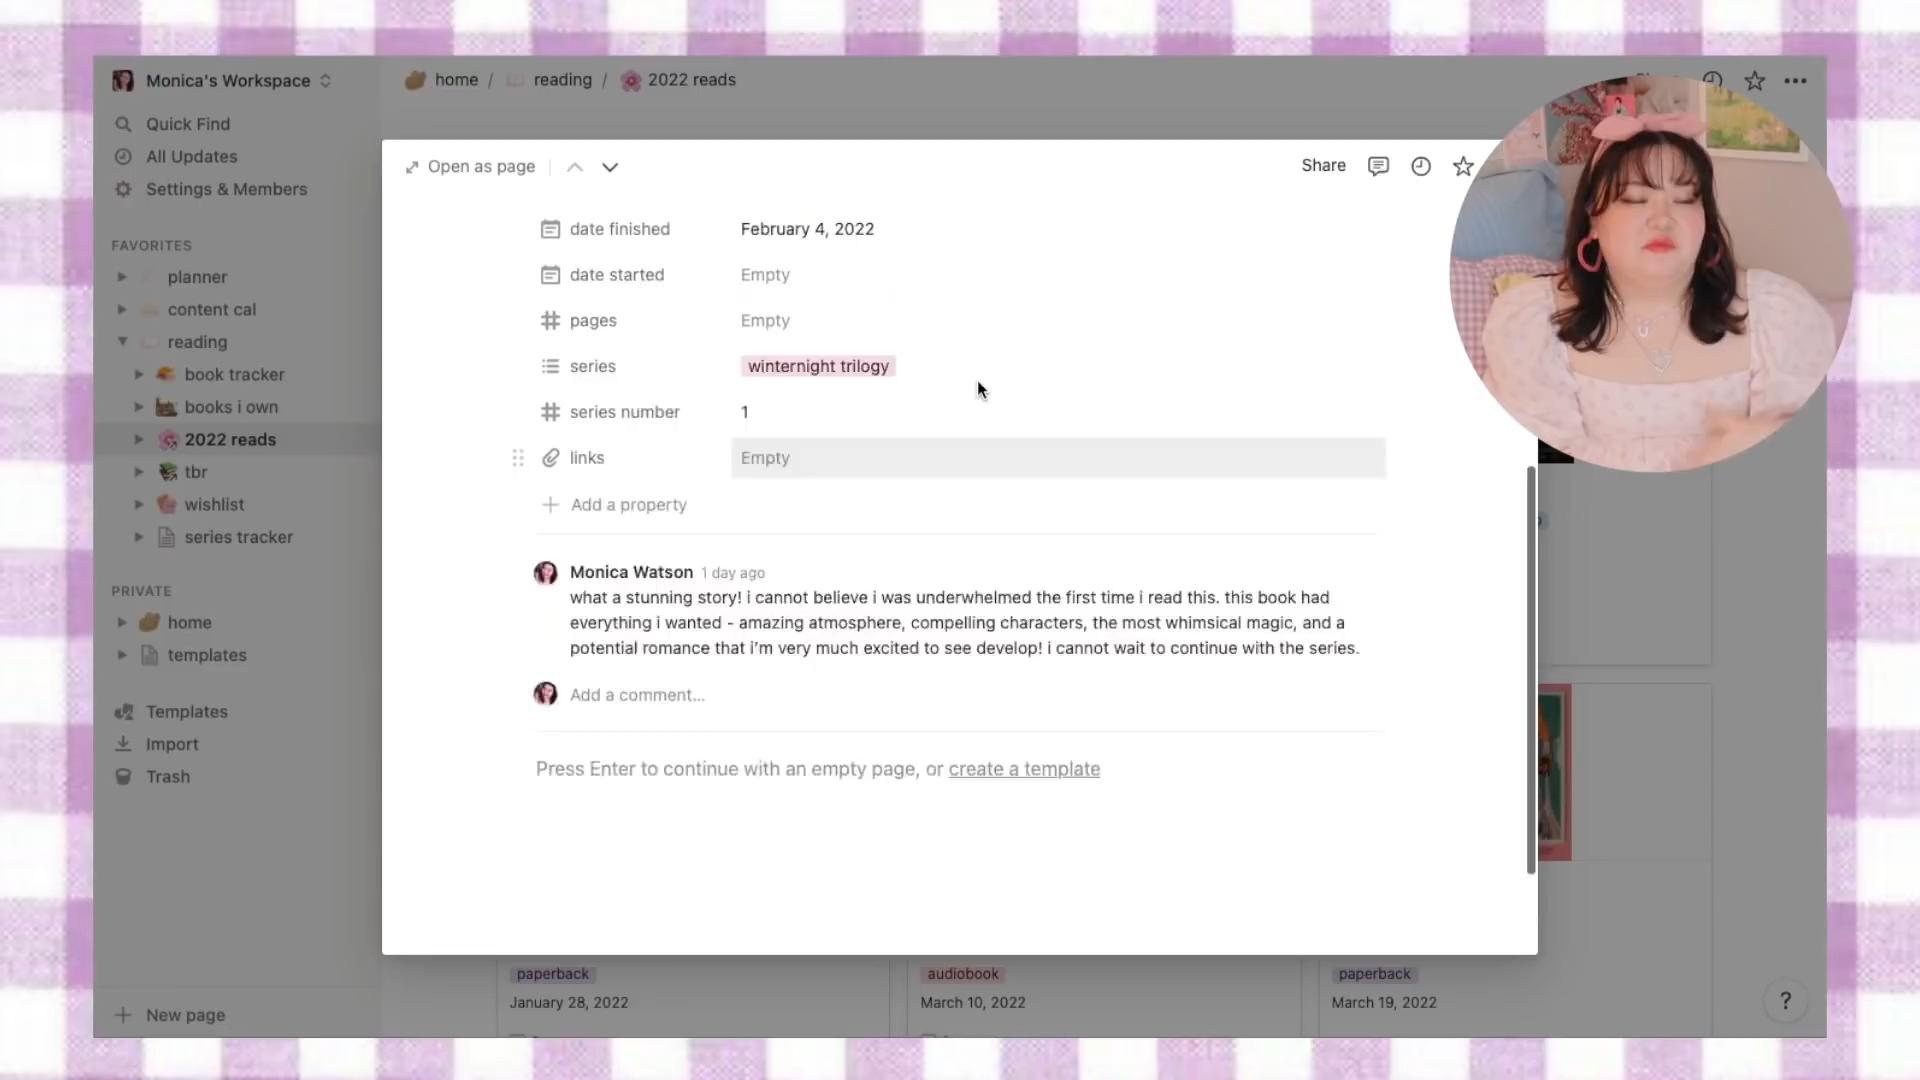 Monica's Workspace
home / reading / 2022 reads
Quick Find
All Updates
Settings & Members
FAVORITES
planner
content cal
reading
book tracker
books i own
2022 reads
tbr
wishlist
series tracker
PRIVATE
home
templates
Templates
Import
Trash
New page
Open as page
Share
date finished February 4, 2022
date started Empty
pages Empty
series winternight trilogy
series number 1
links Empty
Add a property
Monica Watson 1 day ago
what a stunning story! i cannot believe i was underwhelmed the first time i read this. this book had
everything i wanted - amazing atmosphere, compelling characters, the most whimsical magic, and a
potential romance that i'm very much excited to see develop! i cannot wait to continue with the series.
Add a comment...
Press Enter to continue with an empty page, or create a template
paperback
January 28, 2022
audiobook
March 10, 2022
paperback
March 19, 2022
?